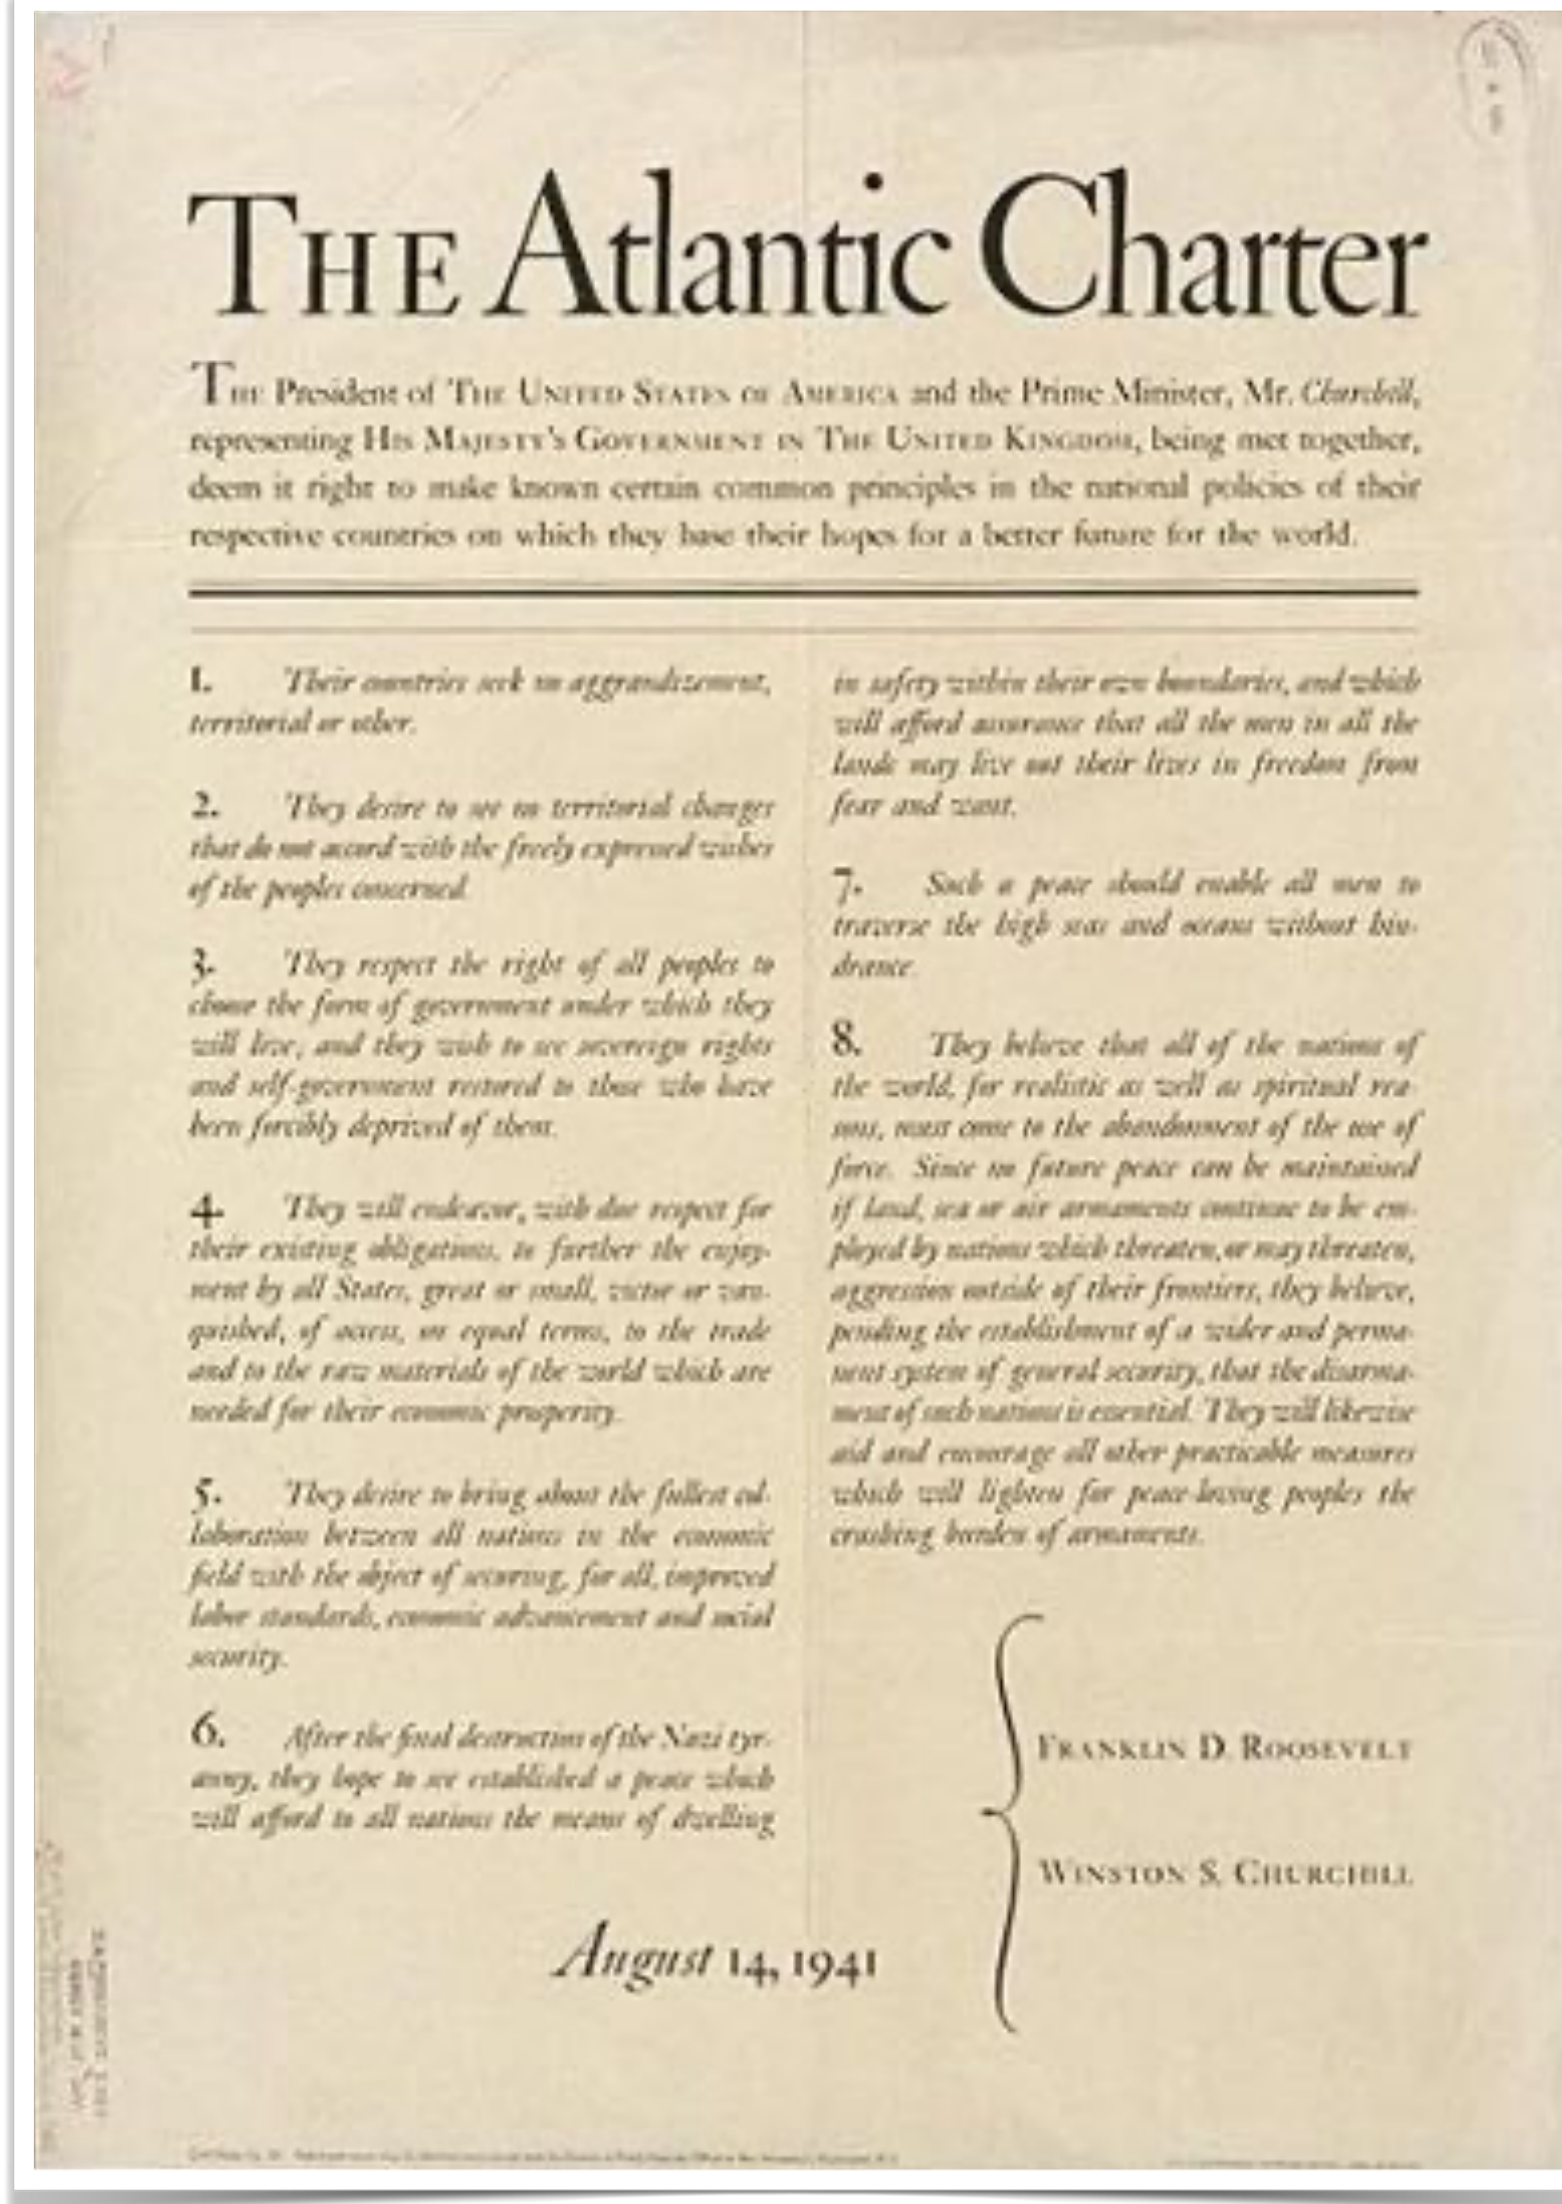 THE Atlantic Charter
THE President of THE UNITED STATES OF AMERICA and the Prime Minister, Mr. Churchill,
representing HIS MAJESTY'S GOVERNMENT IN THE UNITED KINGDOM, being met together,
deem it right to make known certain common principles in the national policies of their
respective countries on which they base their hopes for a better future for the world.
1. Their countries seek no aggrandizement,
territorial or other.
2. They desire to see no territorial changes
that do not accord with the freely expressed wishes
of the peoples concerned.
3. They respect the right of all peoples to
choose the form of government under which they
will live; and they wish to see sovereign rights
and self-government restored to those who have
been forcibly deprived of them.
4. They will endeavor, with due respect for
their existing obligations, to further the enjoy-
ment by all States, great or small, victor or van-
quished, of access, on equal terms, to the trade
and to the raw materials of the world which are
needed for their economic prosperity.
5. They desire to bring about the fullest col-
laboration between all nations in the economic
field with the object of securing, for all, improved
labor standards, economic advancement and social
security.
6. After the final destruction of the Nazi tyr-
anny, they hope to see established a peace which
will afford to all nations the means of dwelling
in safety within their own boundaries, and which
will afford assurance that all the men in all the
lands may live out their lives in freedom from
fear and want.
7. Such a peace should enable all men to
traverse the high seas and oceans without hin-
drance.
8. They believe that all of the nations of
the world, for realistic as well as spiritual rea-
sons, must come to the abandonment of the use of
force. Since no future peace can be maintained
if land, sea or air armaments continue to be em-
ployed by nations which threaten, or may threaten,
aggression outside of their frontiers, they believe,
pending the establishment of a wider and perma-
nent system of general security, that the disarma-
ment of such nations is essential. They will likewise
aid and encourage all other practicable measures
which will lighten for peace-loving peoples the
crushing burden of armaments.
FRANKLIN D. ROOSEVELT
WINSTON S. CHURCHILL
August 14, 1941